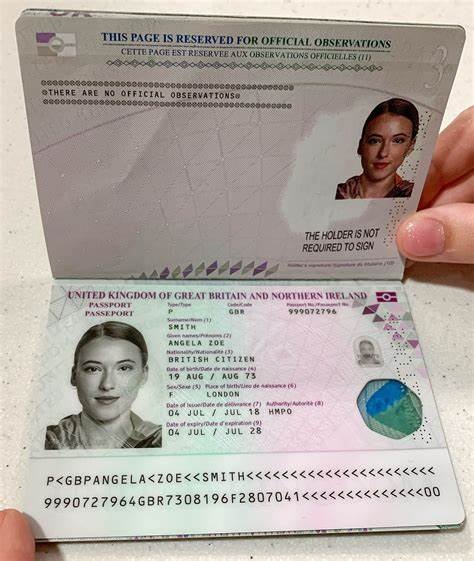 THIS PAGE IS RESERVED FOR OFFICIAL OBSERVATIONS
CETTE PAGE EST RESERVEE AUX OBSERVATIONS OFFICIELLES (11)
THERE ARE NO OFFICIAL OBSERVATIONS
3
THE HOLDER IS NOT
REQUIRED TO SIGN
Holder's signature/Signature du titulaire (10)
UNITED KINGDOM OF GREAT BRITAIN AND NORTHERN IRELAND
PASSPORT Type/Type Code/Code Passport No./Passeport No.
PASSEPORT P GBR 999072796
Surname/Nom (1)
SMITH
Given names/Prénoms (2)
ANGELA ZOE
Nationality/Nationalité (3)
BRITISH CITIZEN
Date of birth/Date de naissance (4)
19 AUG / AUG 73
Sex/Sexe (5) Place of birth/Lieu de naissance (6)
F LONDON
Date of issue/Date de délivrance (7) Authority/Autorité (8)
04 JUL / JUL 18 HMPO
Date of expiry/Date d'expiration (9)
04 JUL / JUL 28
P<GBPANGELA<ZOE<<SMITH<<<<<<<<<<<<<<<<<<<<<<
9990727964GBR7308196F2807041<<<<<<<<<<<<<<00